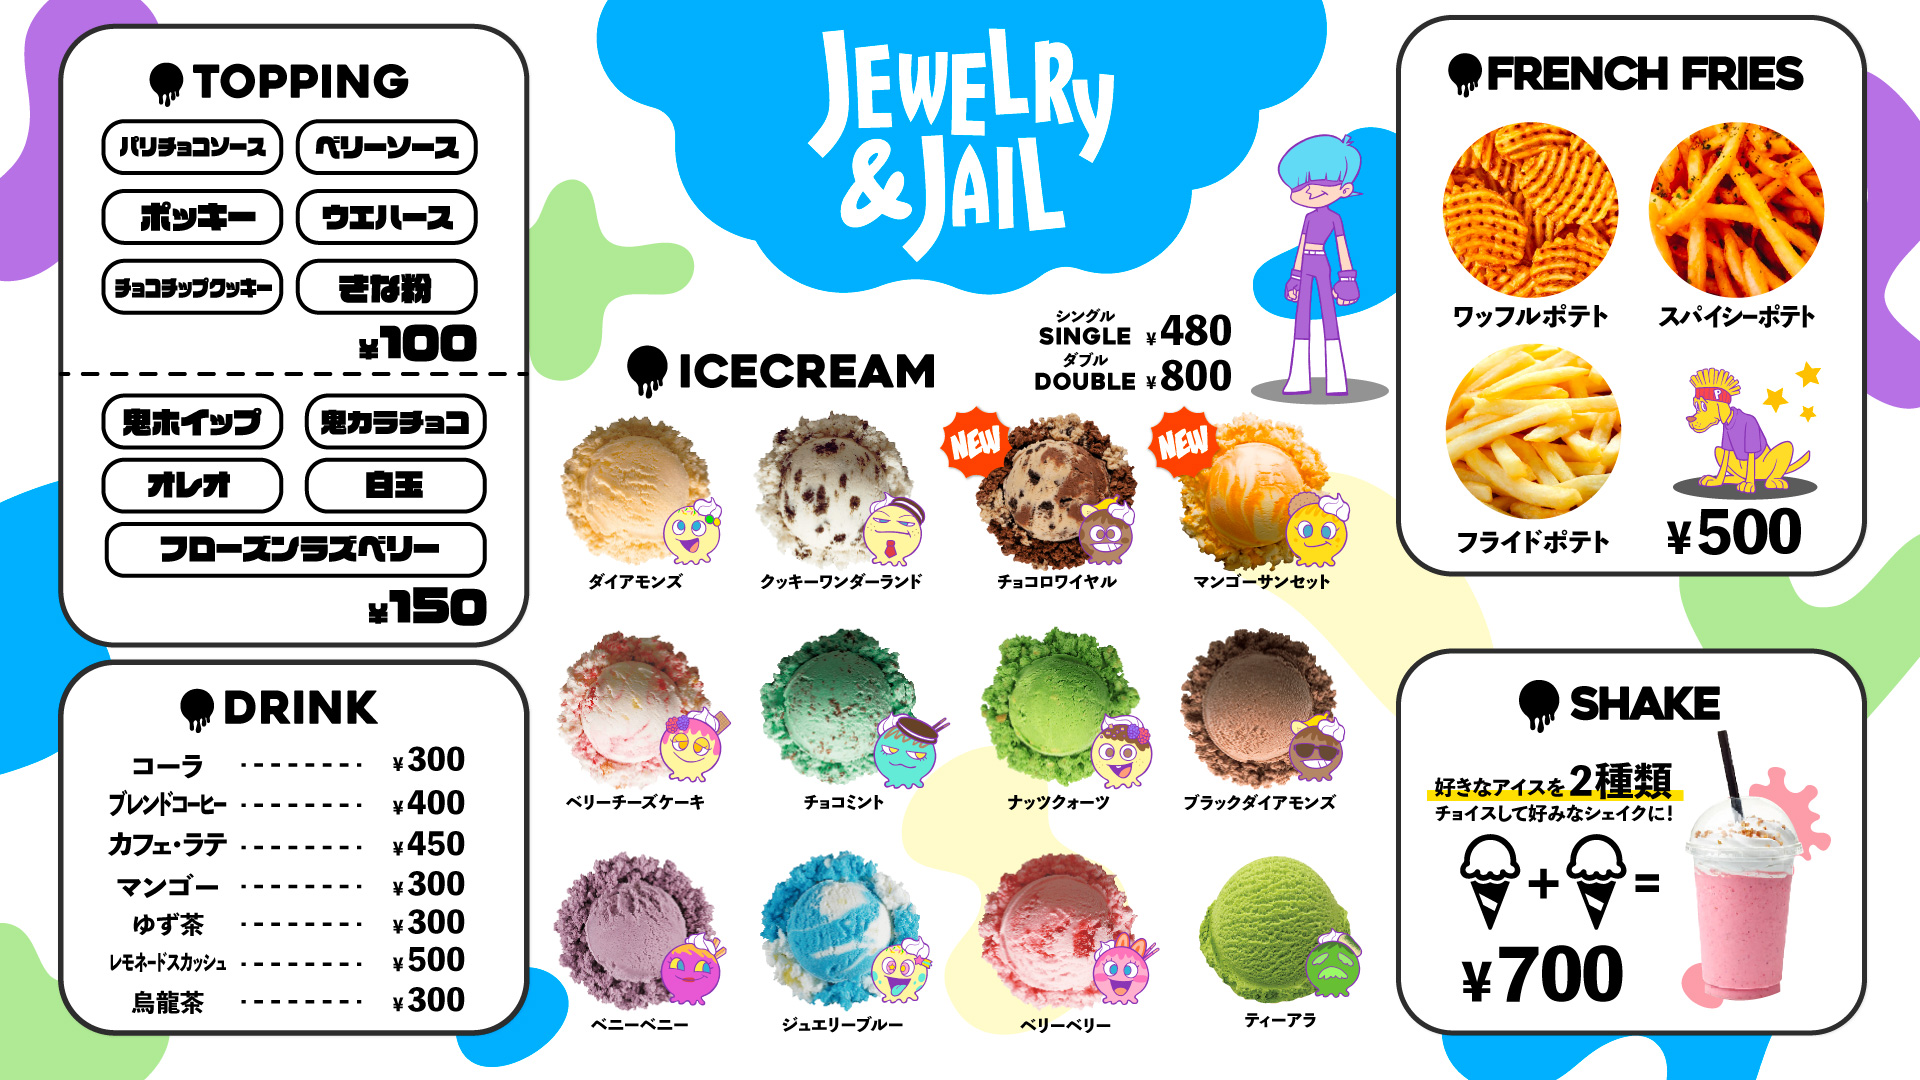 TOPPING
パリチョコソース
ベリーソース
ポッキー
ウエハース
チョコチップクッキー
きな粉
¥100
鬼ホイップ
鬼カラチョコ
オレオ
白玉
フローズンラズベリー
¥150
DRINK
コーラ ¥300
ブレンドコーヒー ¥400
カフェ・ラテ ¥450
マンゴー ¥300
ゆず茶 ¥300
レモネードスカッシュ ¥500
烏龍茶 ¥300
JEWELRY
&JAIL
ICECREAM
シングル
SINGLE ¥480
ダブル
DOUBLE ¥800
NEW
NEW
ダイアモンズ
クッキーワンダーランド
チョコロワイヤル
マンゴーサンセット
ベリーチーズケーキ
チョコミント
ナッツクォーツ
ブラックダイアモンズ
ベニーベニー
ジュエリーブルー
ベリーベリー
ティーアラ
FRENCH FRIES
ワッフルポテト
スパイシーポテト
フライドポテト
P
¥500
SHAKE
好きなアイスを2種類
チョイスして好みなシェイクに!
+ =
¥700